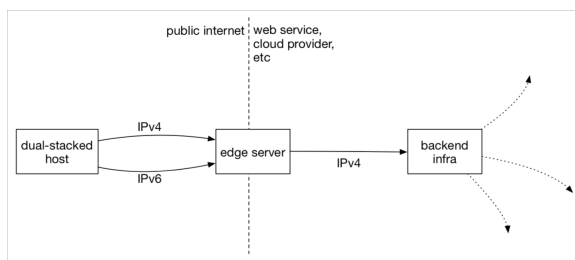 public internet
web service,
cloud provider,
etc
dual-stacked
host
IPv4
IPv6
edge server
IPv4
backend
infra